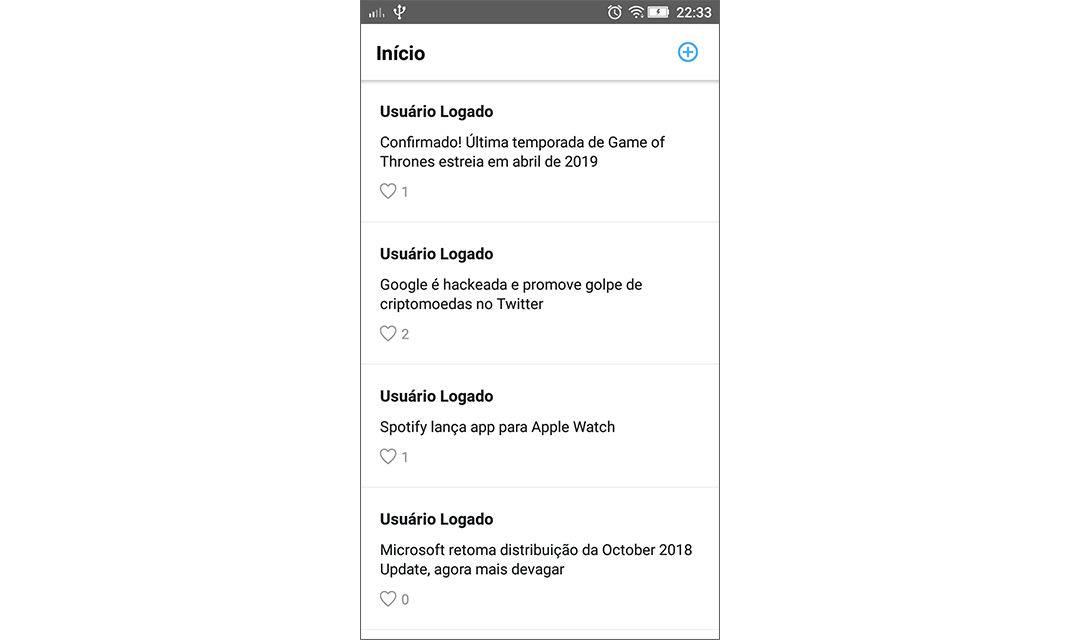 22:33
Início
Usuário Logado
Confirmado! Última temporada de Game of
Thrones estreia em abril de 2019
1
Usuário Logado
Google é hackeada e promove golpe de
criptomoedas no Twitter
2
Usuário Logado
Spotify lança app para Apple Watch
1
Usuário Logado
Microsoft retoma distribuição da October 2018
Update, agora mais devagar
0